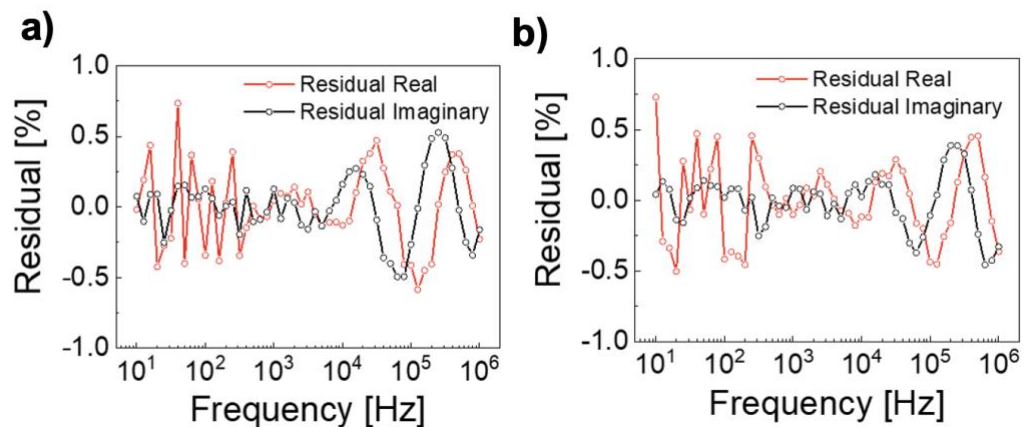 a)
Residual [%]
1.0
0.5
0.0
-0.5
-1.0
Residual Real
Residual Imaginary
10¹ 10² 10³ 10⁴ 10⁵ 10⁶
Frequency [Hz]
b)
Residual [%]
1.0
0.5
0.0
-0.5
-1.0
Residual Real
Residual Imaginary
10¹ 10² 10³ 10⁴ 10⁵ 10⁶
Frequency [Hz]